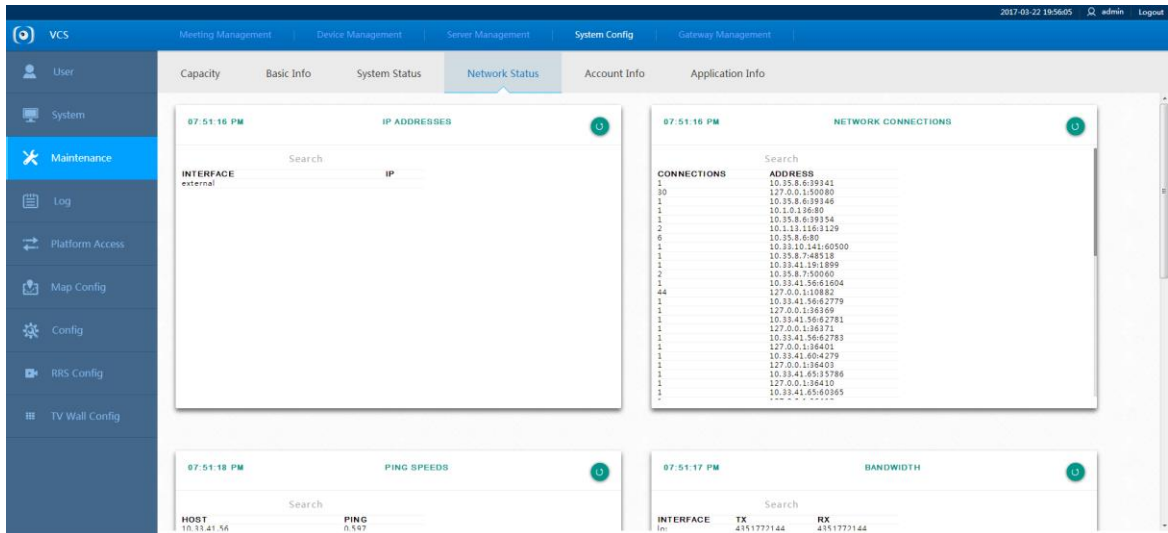 2017-03-22 19:56:05 admin Logout
VCS Meeting Management Device Management Server Management System Config Gateway Management
User
System
Maintenance
Log
Platform Access
Map Config
Config
RRS Config
TV Wall Config
Capacity Basic Info System Status Network Status Account Info Application Info
07:51:16 PM IP ADDRESSES
Search
INTERFACE IP
external
07:51:16 PM NETWORK CONNECTIONS
Search
CONNECTIONS ADDRESS
1 10.35.8.6:39341
30 127.0.0.1:50080
1 10.35.8.6:39346
1 10.1.0.136:80
1 10.35.8.6:39354
2 10.1.13.116:3129
6 10.35.8.6:80
1 10.33.10.141:60500
1 10.35.8.7:48518
1 10.33.41.19:1899
2 10.35.8.7:50060
1 10.33.41.56:61604
44 127.0.0.1:10882
1 10.33.41.56:62779
1 127.0.0.1:36369
1 10.33.41.56:62781
1 127.0.0.1:36371
1 10.33.41.56:62783
1 127.0.0.1:36401
1 10.33.41.60:4279
1 127.0.0.1:36403
1 10.33.41.65:35786
1 127.0.0.1:36410
1 10.33.41.65:60365
07:51:18 PM PING SPEEDS
Search
HOST PING
10.33.41.56 0.597
07:51:17 PM BANDWIDTH
Search
INTERFACE TX RX
lo: 4351772144 4351772144